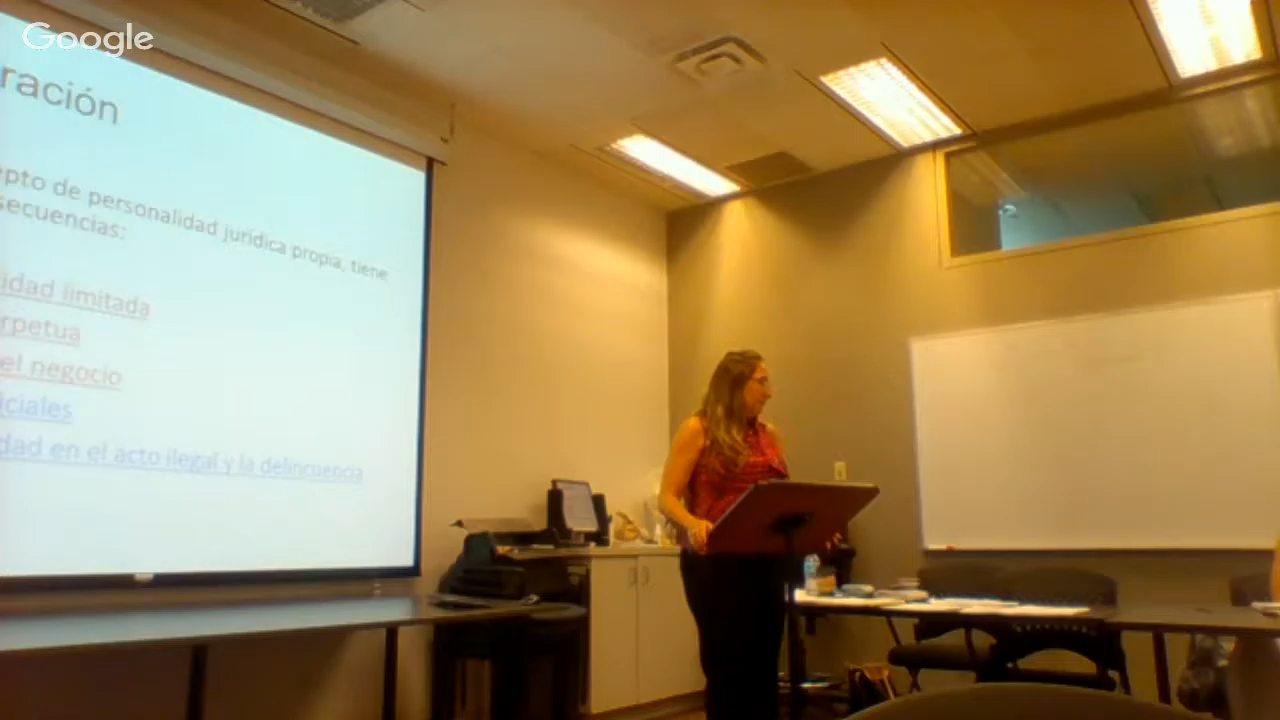 Google
ración
pto de personalidad jurídica propia, tiene
secuencias:
idad limitada
rpetua
el negocio
iciales
dad en el acto ilegal y la delincuencia